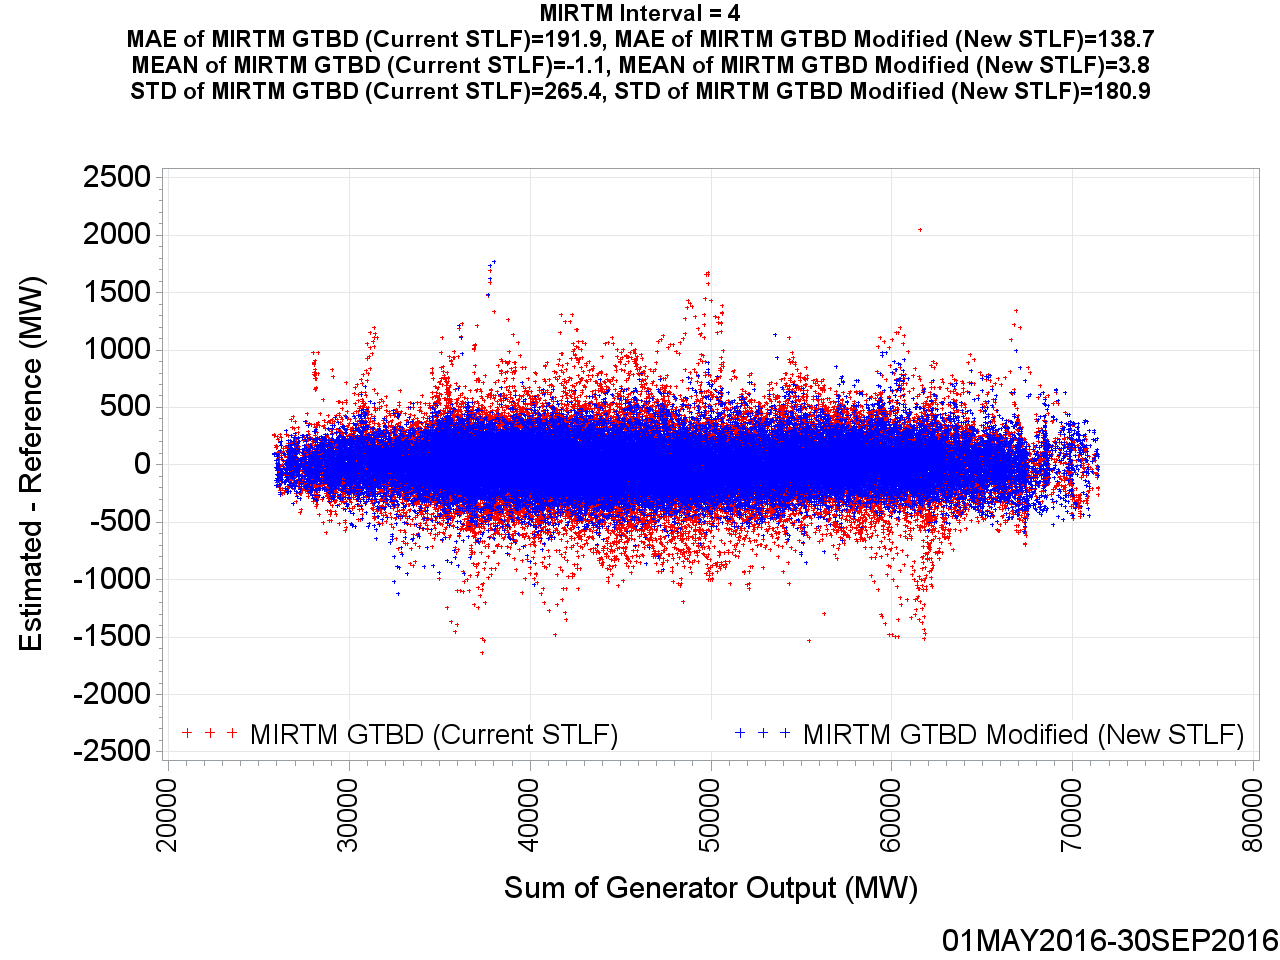 MIRTM Interval = 4
MAE of MIRTM GTBD (Current STLF)=191.9, MAE of MIRTM GTBD Modified (New STLF)=138.7
MEAN of MIRTM GTBD (Current STLF)=-1.1, MEAN of MIRTM GTBD Modified (New STLF)=3.8
STD of MIRTM GTBD (Current STLF)=265.4, STD of MIRTM GTBD Modified (New STLF)=180.9
Estimated - Reference (MW)
2500
2000
1500
1000
500
0
-500
-1000
-1500
-2000
-2500
MIRTM GTBD (Current STLF)
MIRTM GTBD Modified (New STLF)
20000
30000
40000
50000
60000
70000
80000
Sum of Generator Output (MW)
01MAY2016-30SEP2016